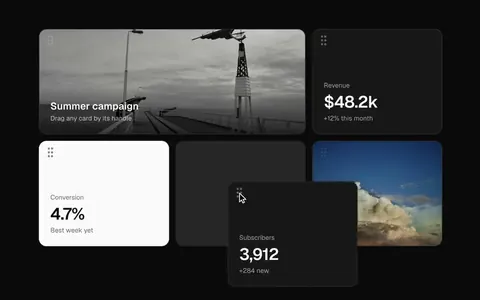 Summer campaign
Drag any card by its handle
Revenue
$48.2k
+12% this month
Conversion
4.7%
Best week yet
Subscribers
3,912
+284 new